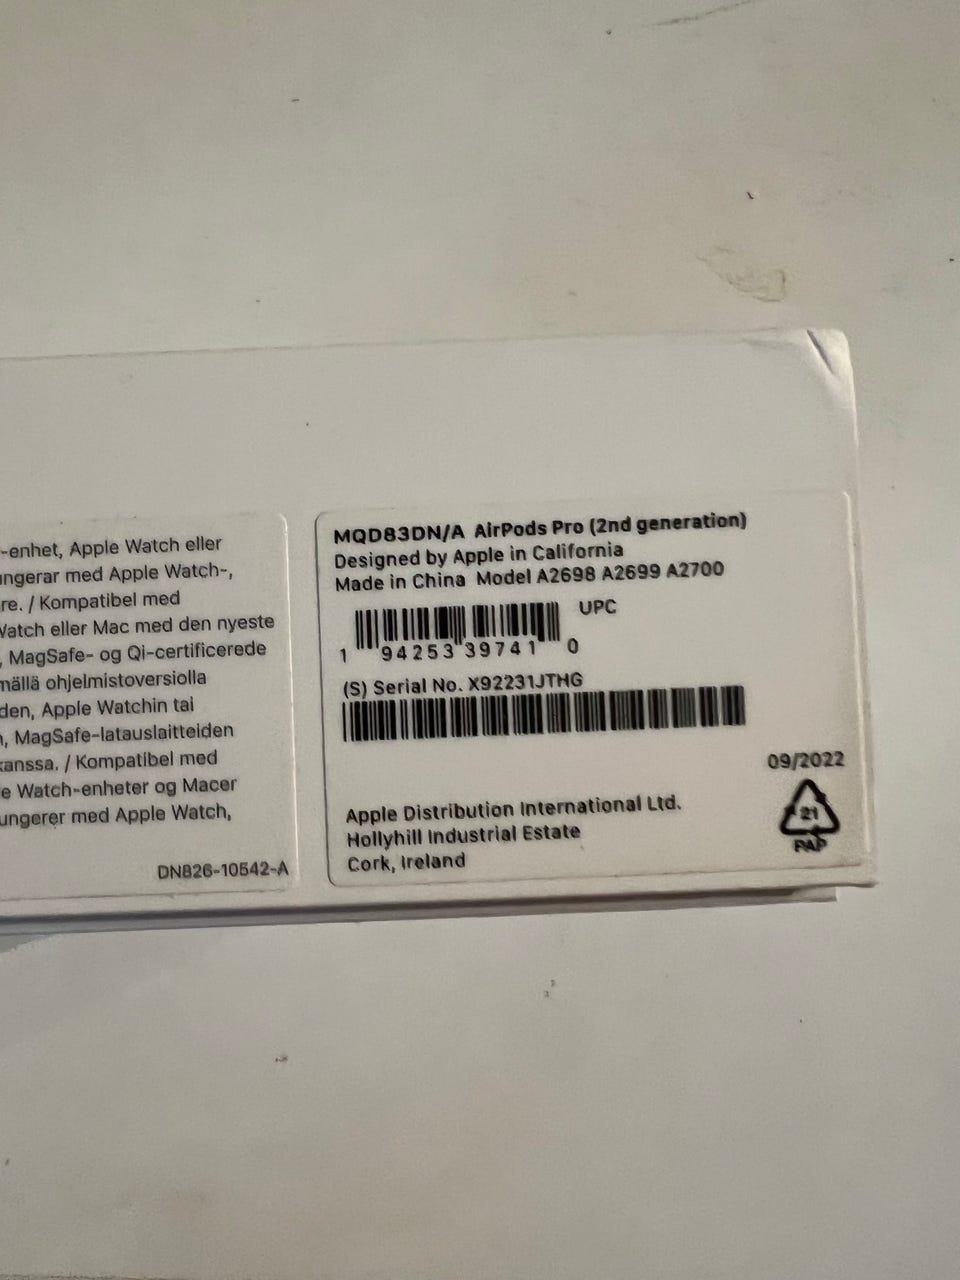 -enhet, Apple Watch eller
ungerar med Apple Watch-,
re. / Kompatibel med
Watch eller Mac med den nyeste
, MagSafe- og Qi-certificerede
mällä ohjelmistoversiolla
den, Apple Watchin tai
n, MagSafe-latauslaitteiden
kanssa. / Kompatibel med
e Watch-enheter og Macer
ungerer med Apple Watch,
DN826-10542-A
MQD83DN/A AirPods Pro (2nd generation)
Designed by Apple in California
Made in China Model A2698 A2699 A2700
UPC
1 94253 39741 0
(S) Serial No. X92231JTHG
09/2022
21
PAP
Apple Distribution International Ltd.
Hollyhill Industrial Estate
Cork, Ireland